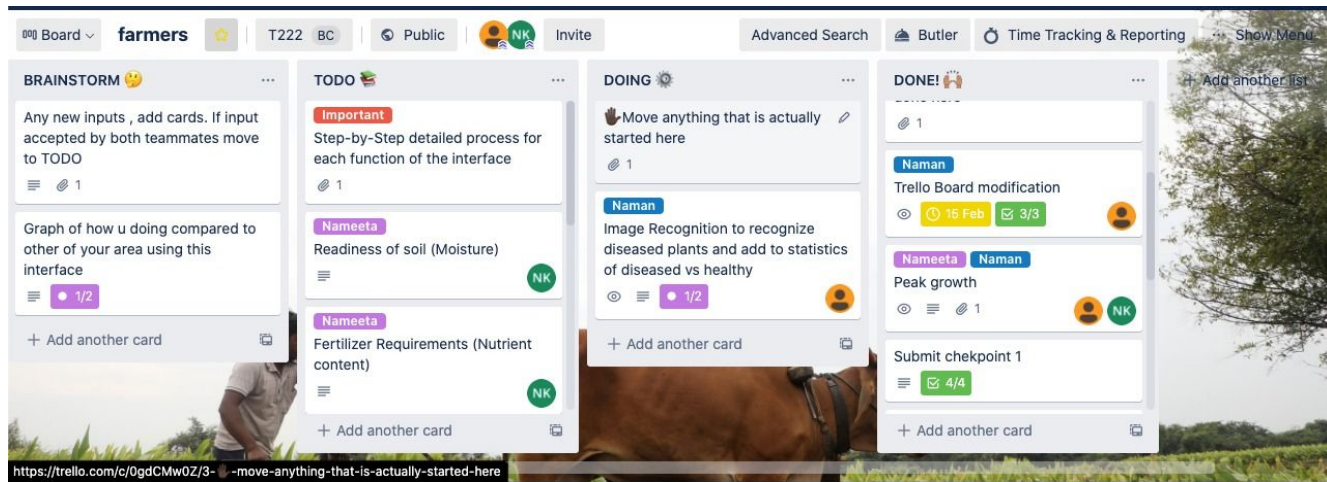 Board
farmers
T222 BC
Public
NK
Invite
Advanced Search
Butler
Time Tracking & Reporting
... Show Menu
BRAINSTORM 🤔 ...
Any new inputs , add cards. If input
accepted by both teammates move
to TODO
1
Graph of how u doing compared to
other of your area using this
interface
1/2
+ Add another card
TODO 📚 ...
Important
Step-by-Step detailed process for
each function of the interface
1
Nameeta
Readiness of soil (Moisture)
NK
Nameeta
Fertilizer Requirements (Nutrient
content)
NK
+ Add another card
DOING ⚙️ ...
🖐🏿Move anything that is actually
started here
1
Naman
Image Recognition to recognize
diseased plants and add to statistics
of diseased vs healthy
1/2
+ Add another card
DONE! 🙌🏽 ...
done here
1
Naman
Trello Board modification
15 Feb 3/3
Nameeta Naman
Peak growth
1
NK
Submit chekpoint 1
4/4
+ Add another card
+ Add another list
https://trello.com/c/0gdCMw0Z/3-🖐🏿-move-anything-that-is-actually-started-here